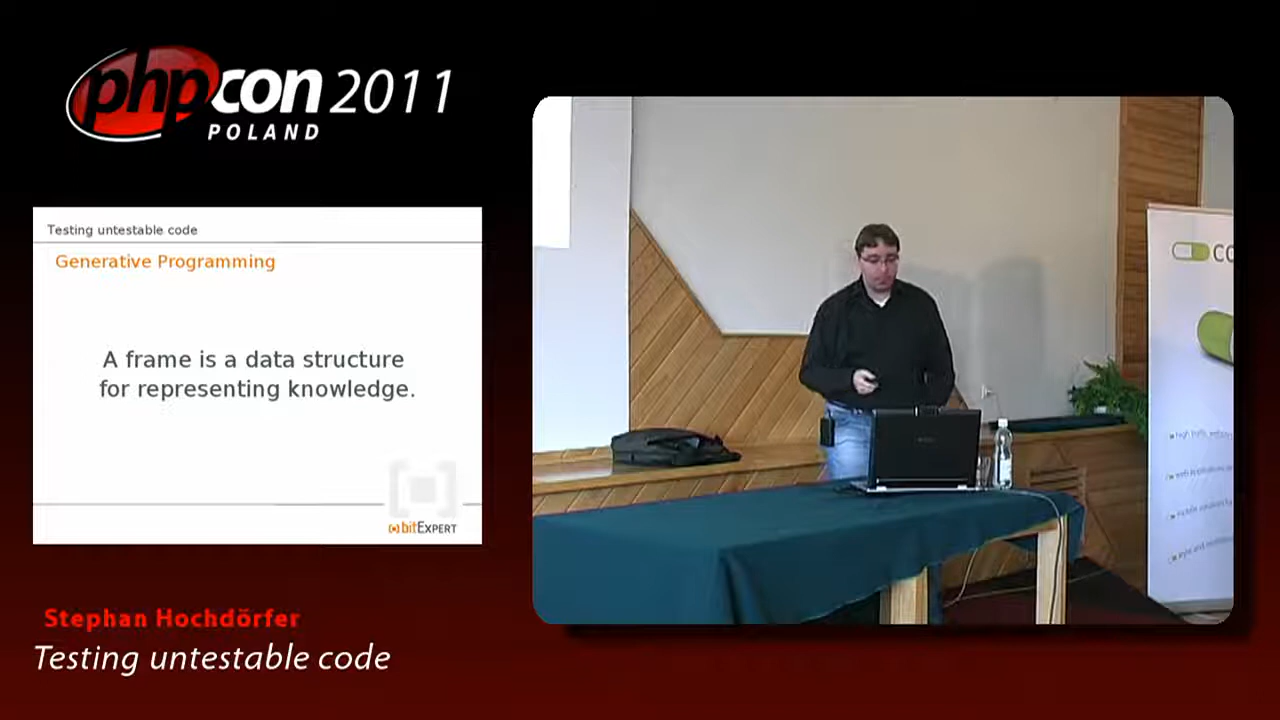 phpcon 2011
POLAND
Testing untestable code
Generative Programming
A frame is a data structure
for representing knowledge.
bitExpert
Stephan Hochdörfer
Testing untestable code